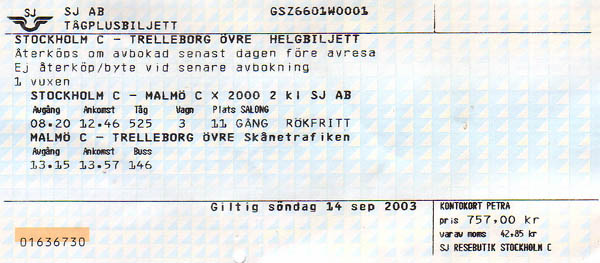 SJ SJ AB GSZ6601W0001
TÅGPLUSBILJETT
STOCKHOLM C - TRELLEBORG ÖVRE HELGBILJETT
Återköps om avbokad senast dagen före avresa
Ej återköp/byte vid senare avbokning
1 vuxen
STOCKHOLM C - MALMÖ C X 2000 2 kl SJ AB
Avgång Ankomst Tåg Vagn Plats SALONG
08.20 12.46 525 3 11 GÅNG RÖKFRITT
MALMÖ C - TRELLEBORG ÖVRE Skånetrafiken
Avgång Ankomst Buss
13.15 13.57 146
Giltig söndag 14 sep 2003
KONTOKORT PETRA
pris 757,00 kr
varav moms 42,85 kr
01636730
SJ RESEBUTIK STOCKHOLM C